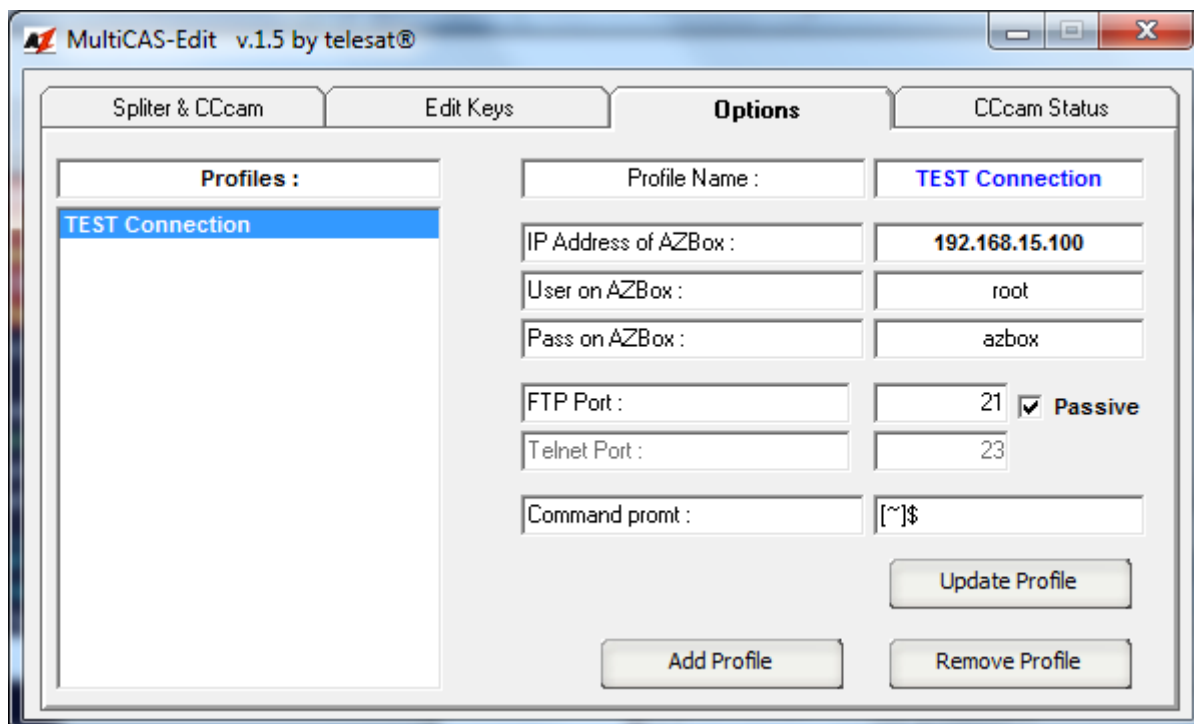 MultiCAS-Edit v.1.5 by telesat®
Spliter & CCcam
Edit Keys
Options
CCcam Status
Profiles :
TEST Connection
Profile Name :
TEST Connection
IP Address of AZBox :
192.168.15.100
User on AZBox :
root
Pass on AZBox :
azbox
FTP Port :
21
Passive
Telnet Port :
23
Command promt :
[~]$
Update Profile
Add Profile
Remove Profile